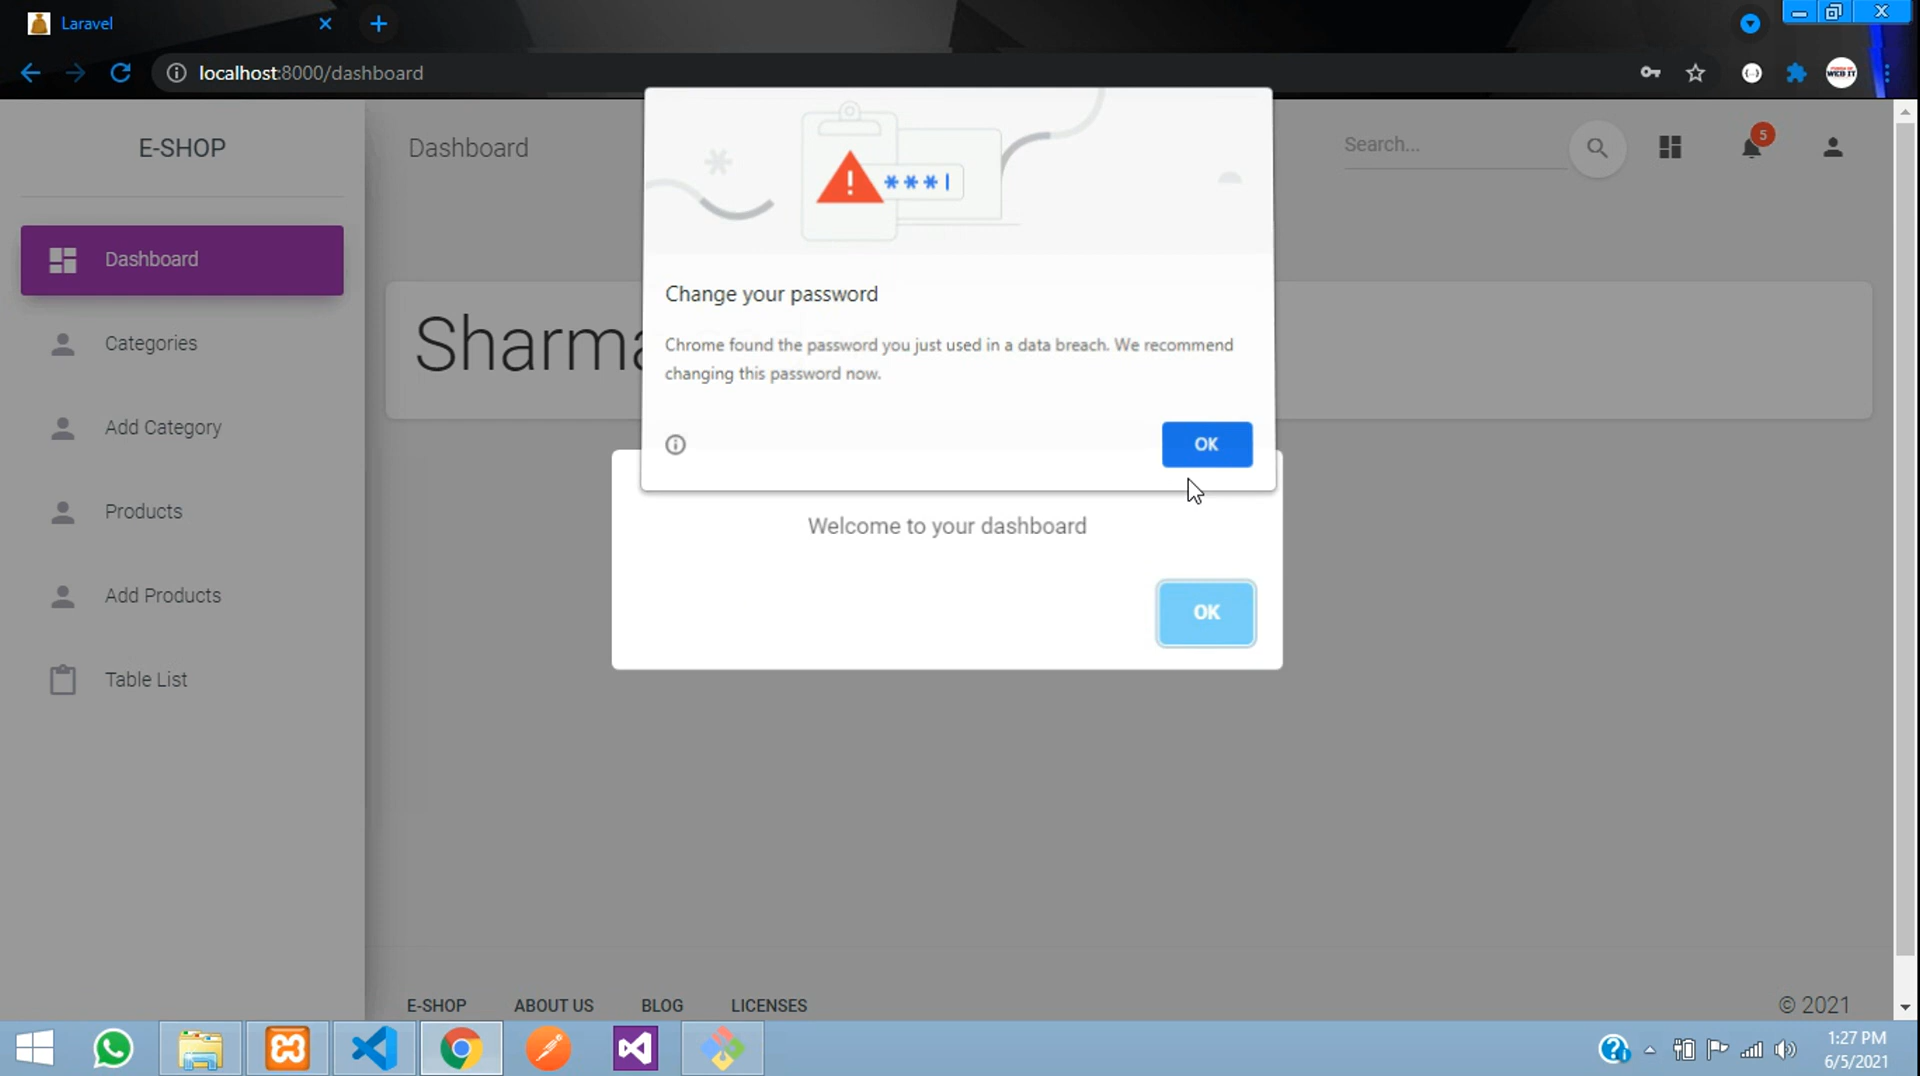 Laravel
localhost:8000/dashboard
WEB IT
E-SHOP
Dashboard
Search...
5
Dashboard
Categories
Add Category
Products
Add Products
Table List
Sharma
***|
Change your password
Chrome found the password you just used in a data breach. We recommend
changing this password now.
OK
Welcome to your dashboard
OK
E-SHOP ABOUT US BLOG LICENSES
© 2021
1:27 PM
6/5/2021